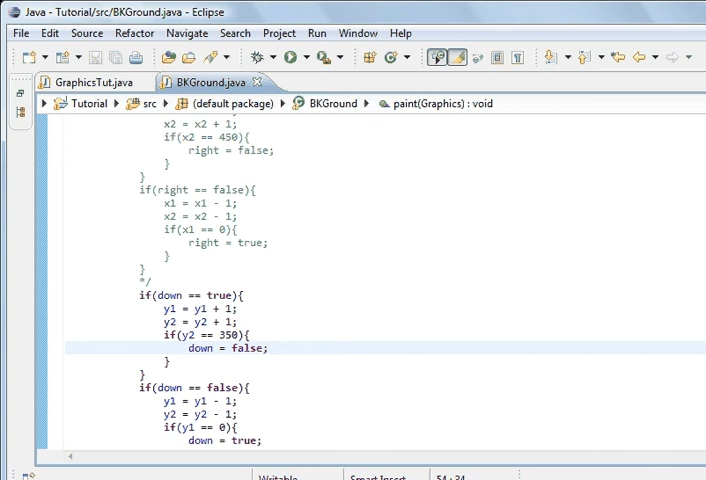 Java - Tutorial/src/BKGround.java - Eclipse
File Edit Source Refactor Navigate Search Project Run Window Help
GraphicsTut.java BKGround.java
Tutorial src (default package) BKGround paint(Graphics) : void
x2 = x2 + 1;
if(x2 == 450){
right = false;
}
}
if(right == false){
x1 = x1 - 1;
x2 = x2 - 1;
if(x1 == 0){
right = true;
}
}
*/
if(down == true){
y1 = y1 + 1;
y2 = y2 + 1;
if(y2 == 350){
down = false;
}
}
if(down == false){
y1 = y1 - 1;
y2 = y2 - 1;
if(y1 == 0){
down = true;
Writable Smart Insert 54 : 34